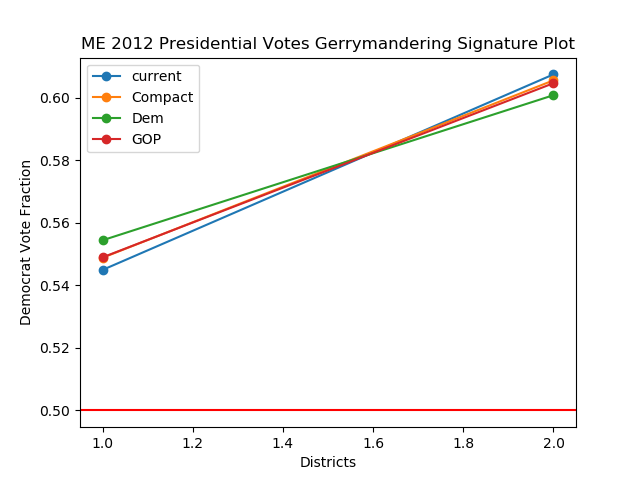 ME 2012 Presidential Votes Gerrymandering Signature Plot
current
Compact
Dem
GOP
Democrat Vote Fraction
0.60
0.58
0.56
0.54
0.52
0.50
1.0 1.2 1.4 1.6 1.8 2.0
Districts